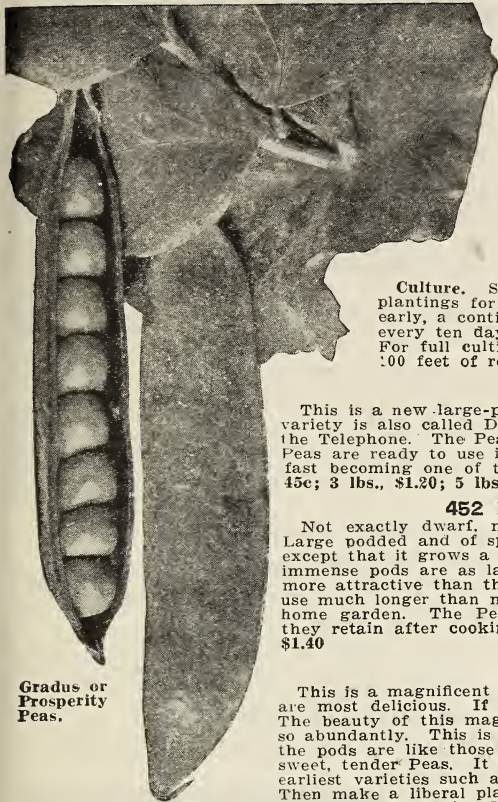 Culture. S
plantings for
early, a conti
every ten day
For full culti
100 feet of r
This is a new large-p
variety is also called D
the Telephone. The Pea
Peas are ready to use i
fast becoming one of t
45c; 3 lbs., $1.20; 5 lbs
452
Not exactly dwarf, n
Large podded and of sp
except that it grows a
immense pods are as la
more attractive than th
use much longer than n
home garden. The Pe
they retain after cookin
$1.40
Gradus or
Prosperity
Peas.
This is a magnificent
are most delicious. If
The beauty of this mag
so abundantly. This is
the pods are like those
sweet, tender Peas. It
earliest varieties such a
Then make a liberal pla